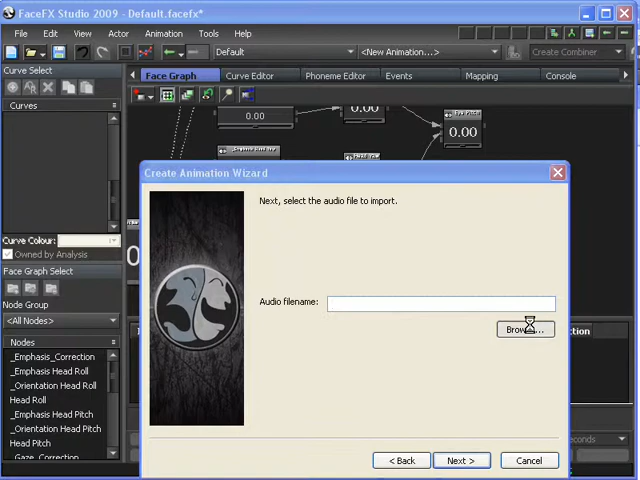 FaceFX Studio 2009 - Default.facefx*
File Edit View Actor Animation Tools Help
Default <New Animation...> Create Combiner
Curve Select Face Graph Curve Editor Phoneme Editor Events Mapping Console
Curves
0.00
0.00
0.00
Create Animation Wizard
Next, select the audio file to import.
Audio filename:
Browse...
Curve Colour:
Owned by Analysis
Face Graph Select
Node Group
<All Nodes>
Nodes
_Emphasis_Correction
_Emphasis Head Roll
_Orientation Head Roll
Head Roll
_Emphasis Head Pitch
_Orientation Head Pitch
Head Pitch
_Gaze_Correction
< Back Next > Cancel